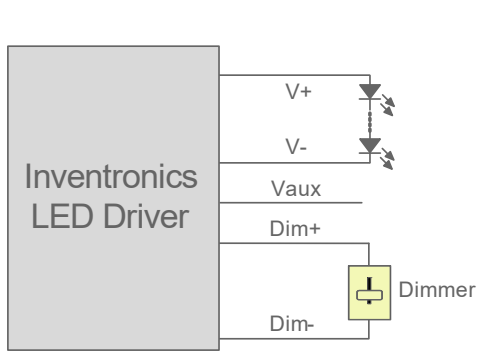 Inventronics
LED Driver
V+
V-
Vaux
Dim+
Dimmer
Dim-